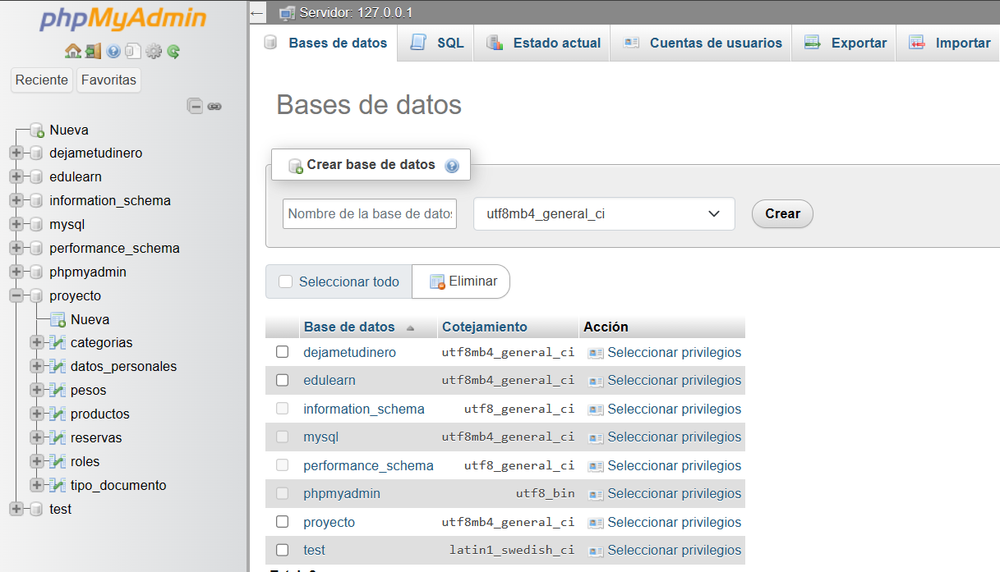 phpMyAdmin
Reciente Favoritas
Nueva
dejametudinero
edulearn
information_schema
mysql
performance_schema
phpmyadmin
proyecto
Nueva
categorias
datos_personales
pesos
productos
reservas
roles
tipo_documento
test
Servidor: 127.0.0.1
Bases de datos SQL Estado actual Cuentas de usuarios Exportar Importar
Bases de datos
Crear base de datos
Nombre de la base de datos utf8mb4_general_ci Crear
Seleccionar todo Eliminar
Base de datos Cotejamiento Acción
dejametudinero utf8mb4_general_ci Seleccionar privilegios
edulearn utf8mb4_general_ci Seleccionar privilegios
information_schema utf8_general_ci Seleccionar privilegios
mysql utf8mb4_general_ci Seleccionar privilegios
performance_schema utf8_general_ci Seleccionar privilegios
phpmyadmin utf8_bin Seleccionar privilegios
proyecto utf8mb4_general_ci Seleccionar privilegios
test latin1_swedish_ci Seleccionar privilegios